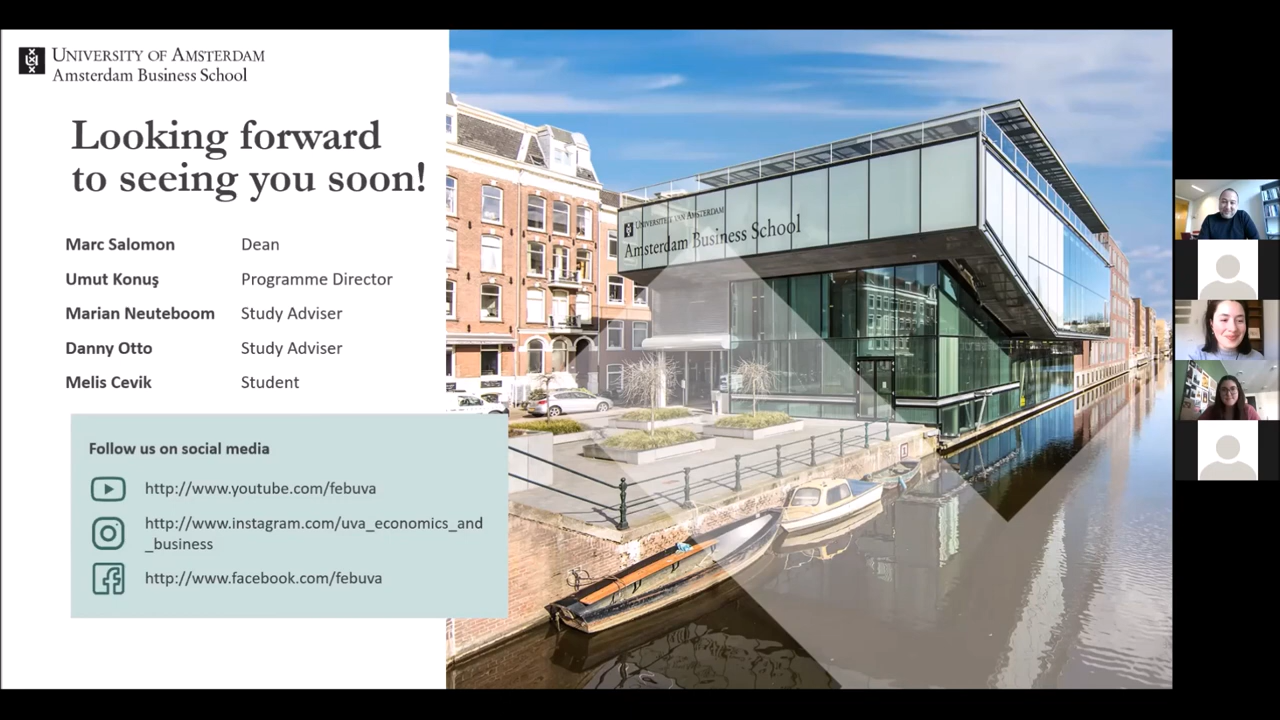 UNIVERSITY OF AMSTERDAM
Amsterdam Business School
Looking forward
to seeing you soon!
Marc Salomon Dean
Umut Konuş Programme Director
Marian Neuteboom Study Adviser
Danny Otto Study Adviser
Melis Cevik Student
Follow us on social media
http://www.youtube.com/febuva
http://www.instagram.com/uva_economics_and
_business
http://www.facebook.com/febuva
UNIVERSITEIT VAN AMSTERDAM
Amsterdam Business School